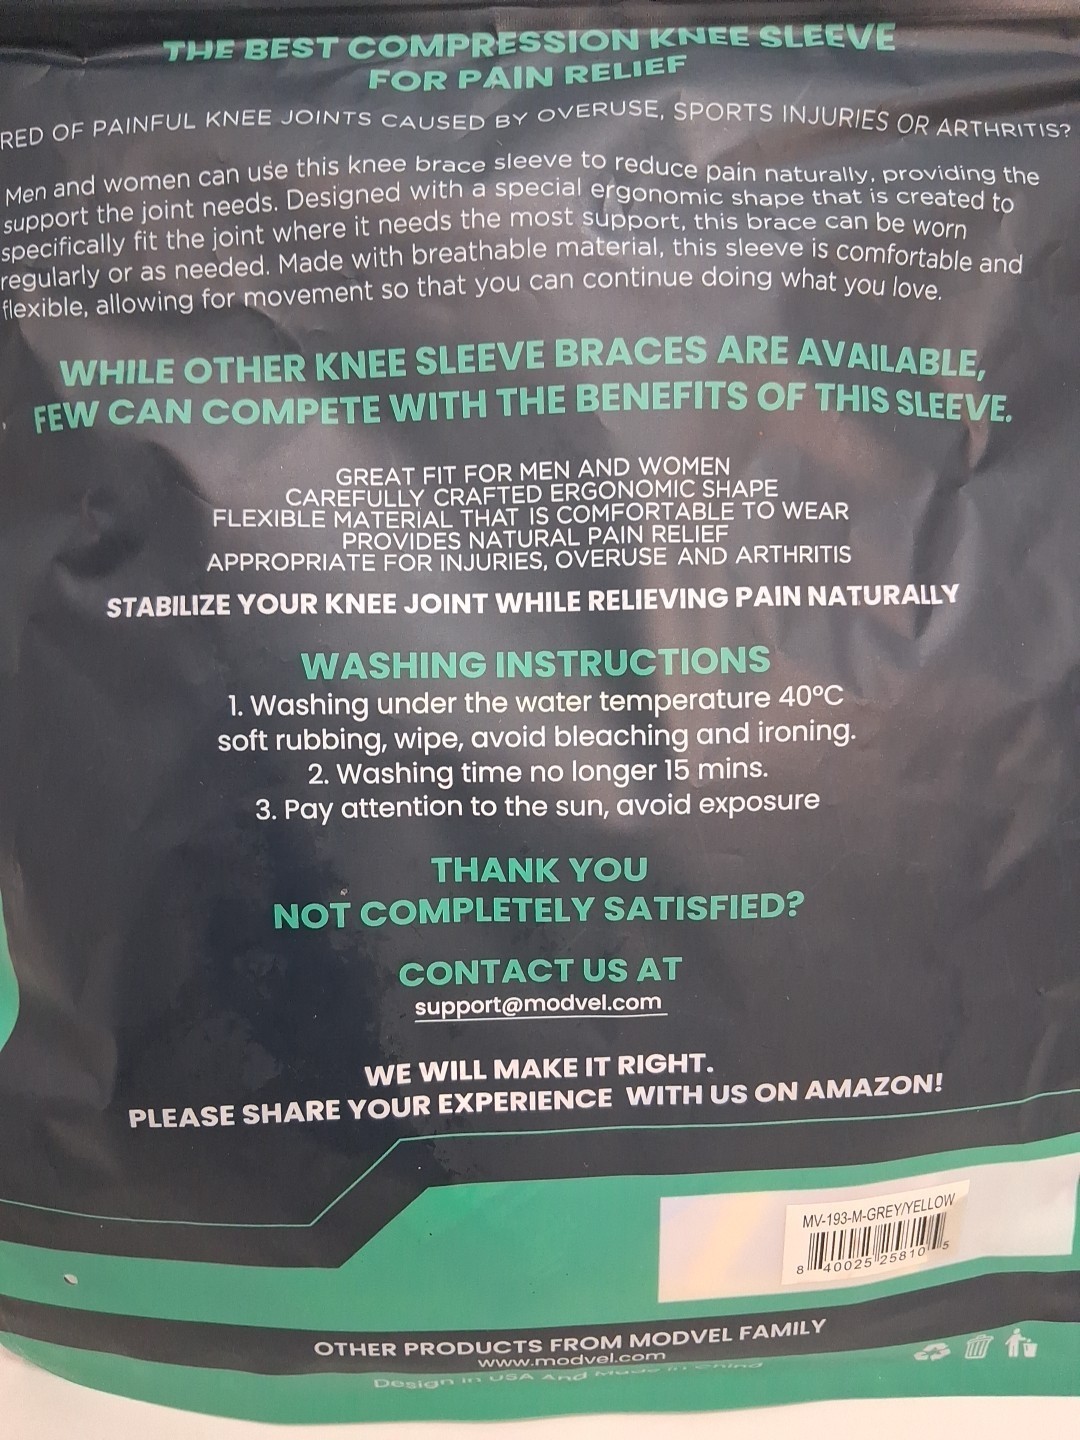 THE BEST COMPRESSION KNEE SLEEVE
FOR PAIN RELIEF
RED OF PAINFUL KNEE JOINTS CAUSED BY OVERUSE, SPORTS INJURIES OR ARTHRITIS?
Men and women can use this knee brace sleeve to reduce pain naturally, providing the
support the joint needs. Designed with a special ergonomic shape that is created to
specifically fit the joint where it needs the most support, this brace can be worn
regularly or as needed. Made with breathable material, this sleeve is comfortable and
flexible, allowing for movement so that you can continue doing what you love.
WHILE OTHER KNEE SLEEVE BRACES ARE AVAILABLE,
FEW CAN COMPETE WITH THE BENEFITS OF THIS SLEEVE.
GREAT FIT FOR MEN AND WOMEN
CAREFULLY CRAFTED ERGONOMIC SHAPE
FLEXIBLE MATERIAL THAT IS COMFORTABLE TO WEAR
PROVIDES NATURAL PAIN RELIEF
APPROPRIATE FOR INJURIES, OVERUSE AND ARTHRITIS
STABILIZE YOUR KNEE JOINT WHILE RELIEVING PAIN NATURALLY
WASHING INSTRUCTIONS
1. Washing under the water temperature 40°C
soft rubbing, wipe, avoid bleaching and ironing.
2. Washing time no longer 15 mins.
3. Pay attention to the sun, avoid exposure
THANK YOU
NOT COMPLETELY SATISFIED?
CONTACT US AT
support@modvel.com
WE WILL MAKE IT RIGHT.
PLEASE SHARE YOUR EXPERIENCE WITH US ON AMAZON!
MV-193-M-GREY/YELLOW
8 40025 25810 5
OTHER PRODUCTS FROM MODVEL FAMILY
www.modvel.com
Design in USA And Made in China